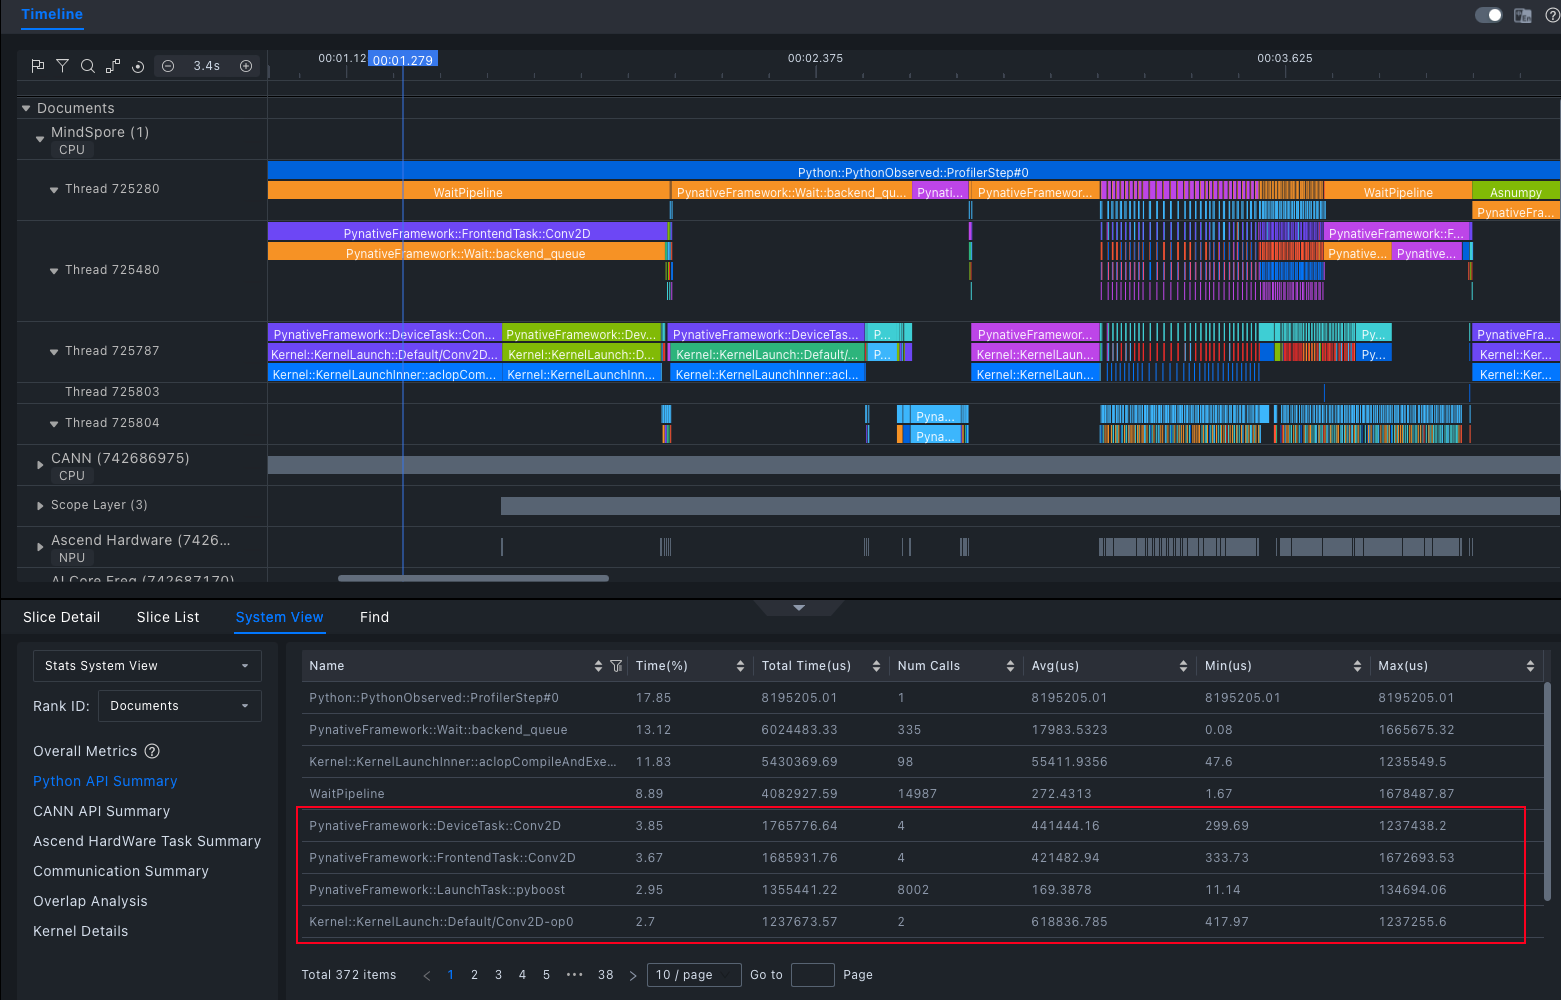 Timeline
3.4s
00:01.12
00:01.279
00:02.375
00:03.625
Documents
MindSpore (1)
CPU
Python::PythonObserved::ProfilerStep#0
Thread 725280
WaitPipeline
PynativeFramework::Wait::backend_qu...
Pynati...
PynativeFramewor...
WaitPipeline
Asnumpy
PynativeFra...
Thread 725480
PynativeFramework::FrontendTask::Conv2D
PynativeFramework::F...
PynativeFramework::Wait::backend_queue
Pynative...
Pynative...
Thread 725787
PynativeFramework::DeviceTask::Con...
PynativeFramework::Dev...
PynativeFramework::DeviceTas...
P...
PynativeFramewor...
Py...
PynativeFra...
Kernel::KernelLaunch::Default/Conv2D...
Kernel::KernelLaunch::D...
Kernel::KernelLaunch::Default/...
P...
Kernel::KernelLaun...
Py...
Kernel::Ker...
Kernel::KernelLaunchInner::aclopCom...
Kernel::KernelLaunchInn...
Kernel::KernelLaunchInner::acl...
Kernel::KernelLaun...
Kernel::Ker...
Thread 725803
Thread 725804
Pyna...
Pyna...
CANN (742686975)
CPU
Scope Layer (3)
Ascend Hardware (7426...
NPU
AI Core Freq (742687170)
Slice Detail
Slice List
System View
Find
Stats System View
Rank ID:
Documents
Overall Metrics
Python API Summary
CANN API Summary
Ascend HardWare Task Summary
Communication Summary
Overlap Analysis
Kernel Details
Name Time(%) Total Time(us) Num Calls Avg(us) Min(us) Max(us)
Python::PythonObserved::ProfilerStep#0 17.85 8195205.01 1 8195205.01 8195205.01 8195205.01
PynativeFramework::Wait::backend_queue 13.12 6024483.33 335 17983.5323 0.08 1665675.32
Kernel::KernelLaunchInner::aclopCompileAndExe... 11.83 5430369.69 98 55411.9356 47.6 1235549.5
WaitPipeline 8.89 4082927.59 14987 272.4313 1.67 1678487.87
PynativeFramework::DeviceTask::Conv2D 3.85 1765776.64 4 441444.16 299.69 1237438.2
PynativeFramework::FrontendTask::Conv2D 3.67 1685931.76 4 421482.94 333.73 1672693.53
PynativeFramework::LaunchTask::pyboost 2.95 1355441.22 8002 169.3878 11.14 134694.06
Kernel::KernelLaunch::Default/Conv2D-op0 2.7 1237673.57 2 618836.785 417.97 1237255.6
Total 372 items < 1 2 3 4 5 ••• 38 > 10 / page Go to Page